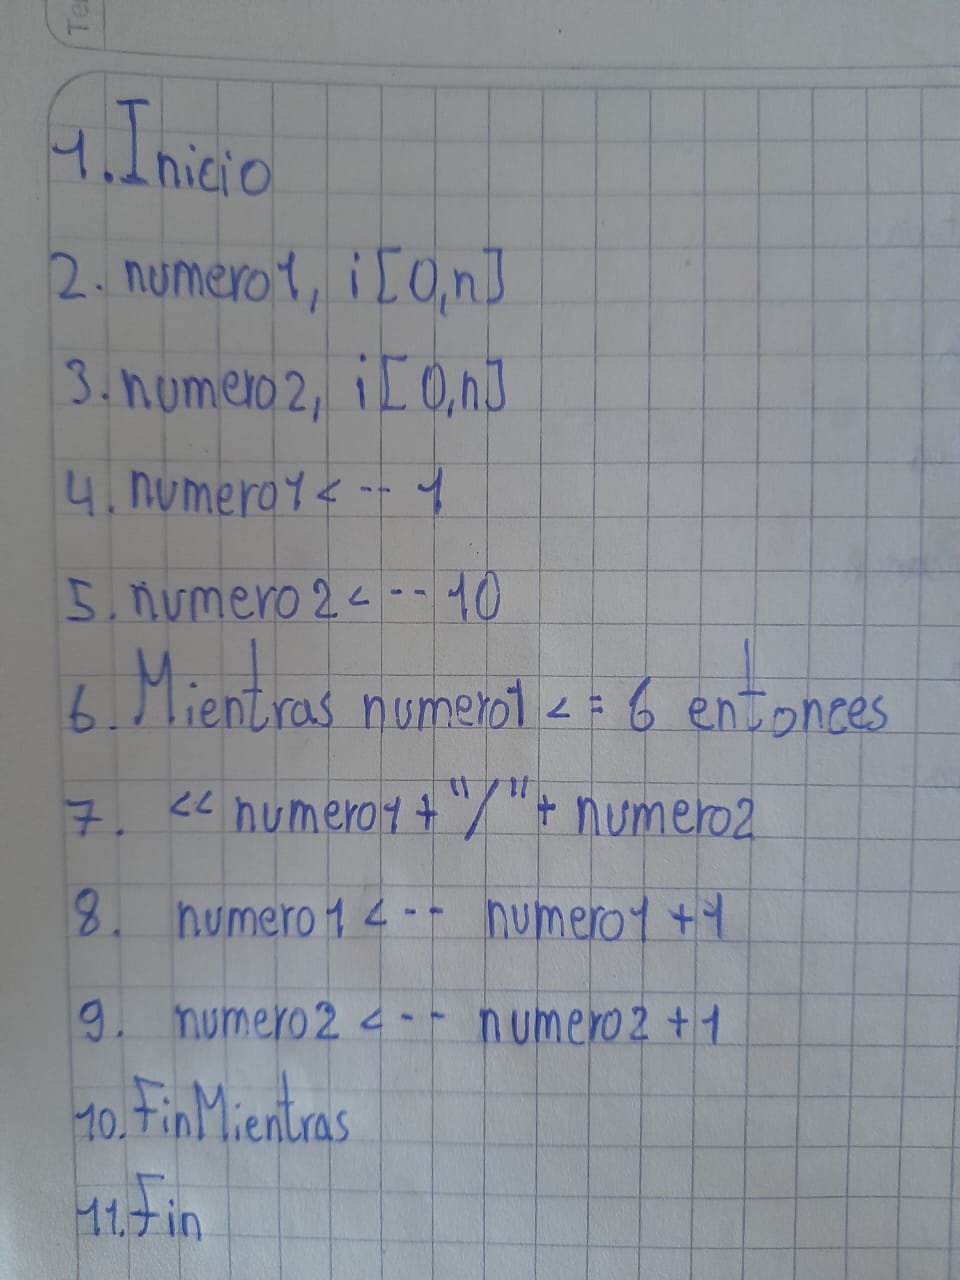 Te
1. Inicio
2. numero1, i [0,n]
3. numero2, i [0,n]
4. numero1 <-- 1
5. numero2 <-- 10
6. Mientras numero1 <= 6 entonces
7. << numero1 + "/" + numero2
8. numero1 <-- numero1 + 1
9. numero2 <-- numero2 + 1
10. FinMientras
11. Fin